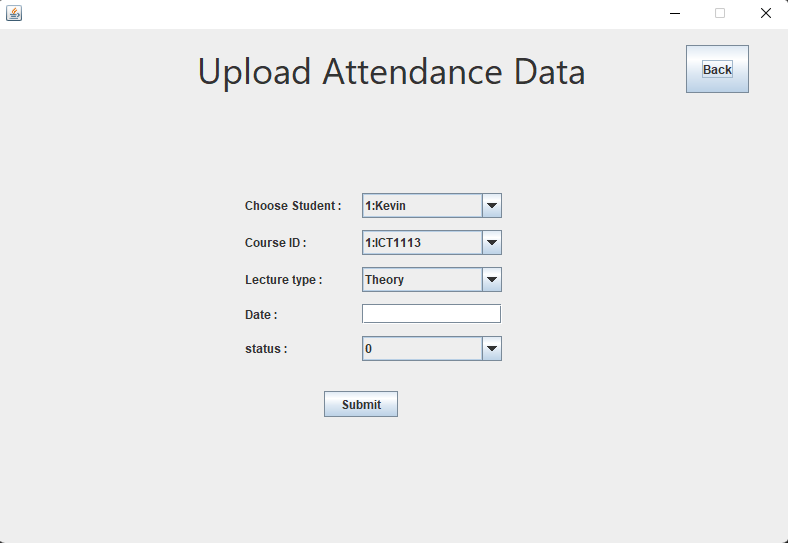 Upload Attendance Data
Back
Choose Student : 1:Kevin
Course ID : 1:ICT1113
Lecture type : Theory
Date :
status : 0
Submit